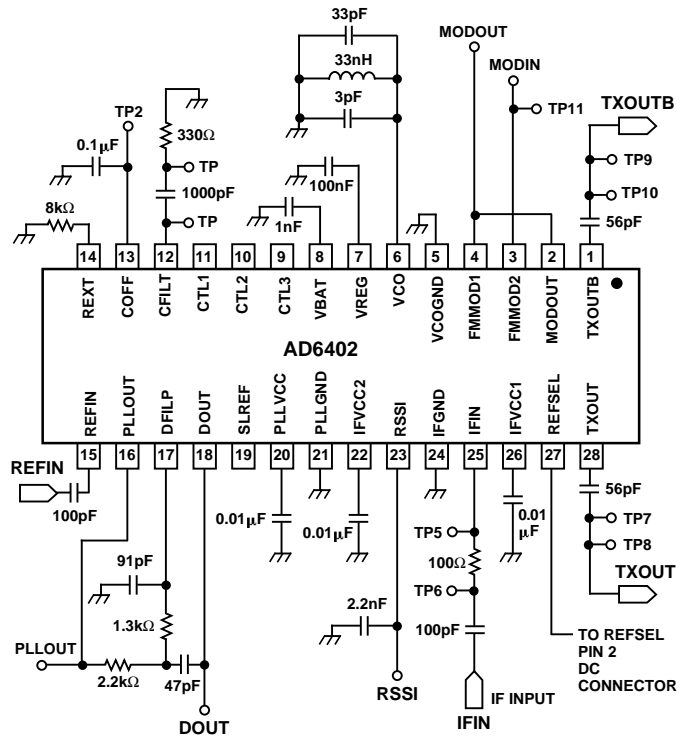 33pF
MODOUT
33nH
MODIN
TP2
3pF
TP11
TXOUTB
330Ω
0.1μF
TP
TP9
100nF
1000pF
TP10
TP
1nF
56pF
8kΩ
14 13 12 11 10 9 8 7 6 5 4 3 2 1
REXT COFF CFILT CTL1 CTL2 CTL3 VBAT VREG VCO VCOGND FMMOD1 FMMOD2 MODOUT TXOUTB
AD6402
REFIN PLLOUT DFILP DOUT SLREF PLLVCC PLLGND IFVCC2 RSSI IFGND IFIN IFVCC1 REFSEL TXOUT
15 16 17 18 19 20 21 22 23 24 25 26 27 28
REFIN
100pF
56pF
0.01μF
0.01μF
TP5
0.01
μF
TP7
TP8
100Ω
91pF
TP6
TXOUT
2.2nF
100pF
1.3kΩ
PLLOUT
TO REFSEL
PIN 2
DC
CONNECTOR
2.2kΩ
47pF
RSSI
IF INPUT
DOUT
IFIN